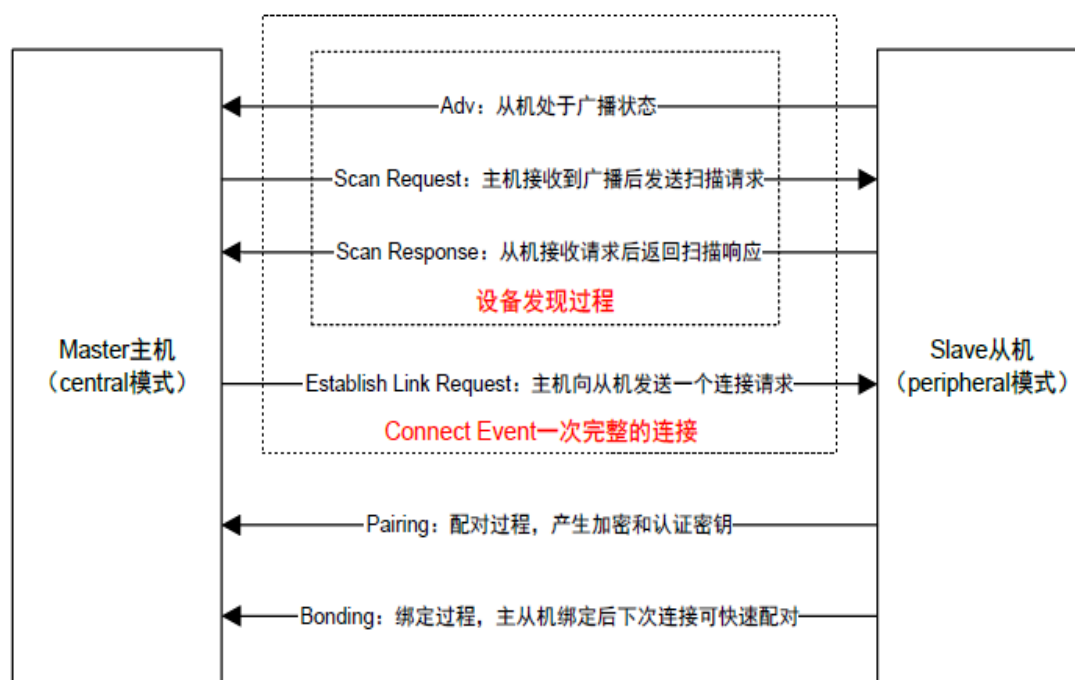 Adv：从机处于广播状态
Scan Request：主机接收到广播后发送扫描请求
Scan Response：从机接收请求后返回扫描响应
设备发现过程
Master主机
（central模式）
Slave从机
（peripheral模式）
Establish Link Request：主机向从机发送一个连接请求
Connect Event一次完整的连接
Pairing：配对过程，产生加密和认证密钥
Bonding：绑定过程，主从机绑定后下次连接可快速配对